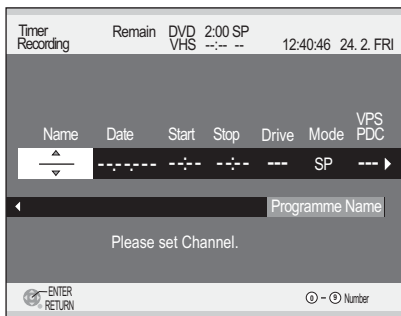 Timer Recording Remain DVD 2:00 SP
VHS --:-- -- 12:40:46 24. 2. FRI
Name Date Start Stop Drive Mode VPS PDC
--.--.-- --:-- --:-- --- SP ---
Programme Name
Please set Channel.
ENTER
RETURN
0 - 9 Number